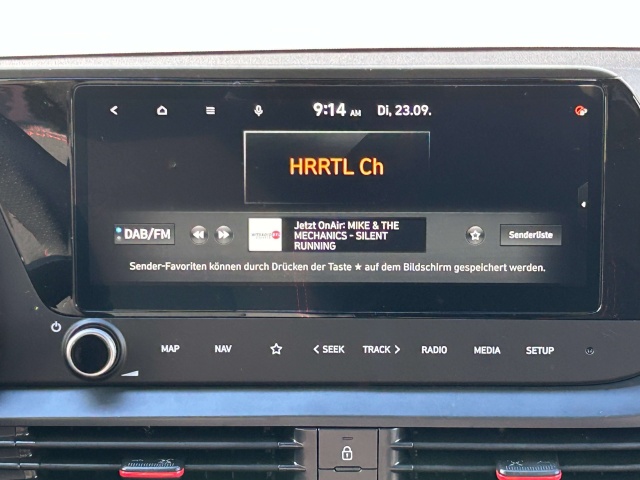 9:14 AM Di, 23.09.
HRRTL Ch
DAB/FM
Jetzt OnAir: MIKE & THE
MECHANICS - SILENT
RUNNING
Senderliste
Sender-Favoriten können durch Drücken der Taste ★ auf dem Bildschirm gespeichert werden.
MAP NAV < SEEK TRACK > RADIO MEDIA SETUP